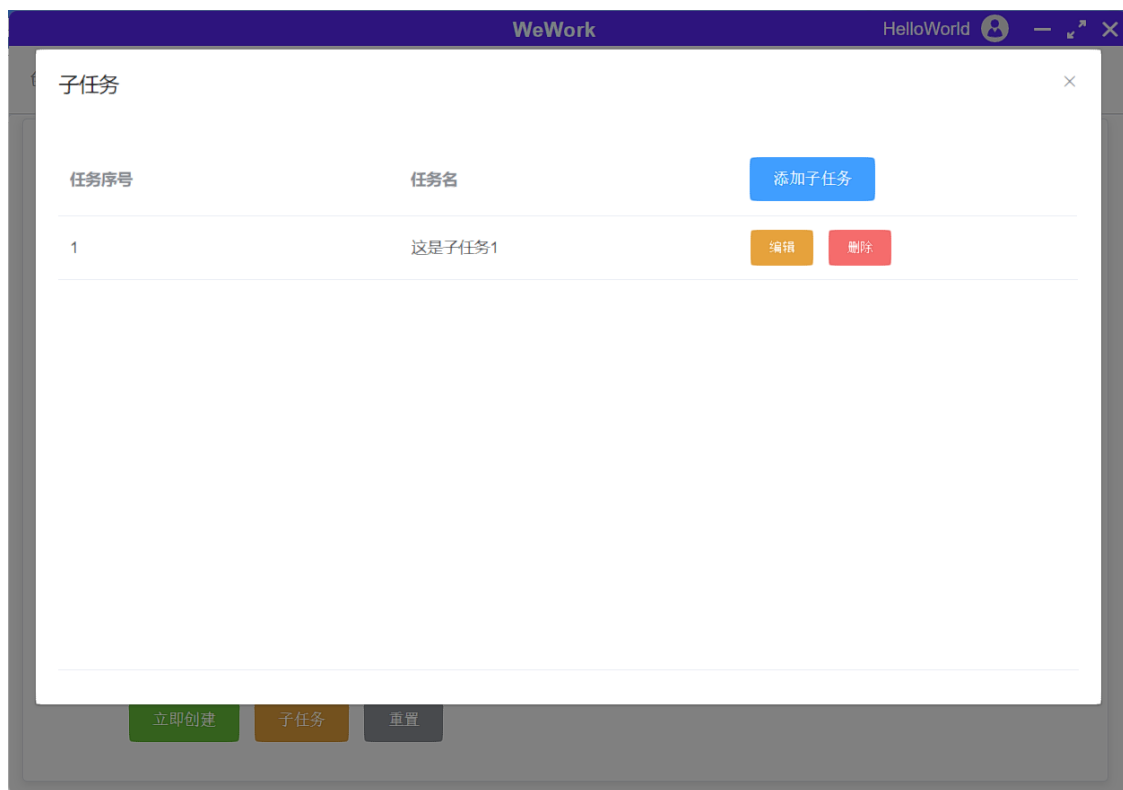 WeWork HelloWorld
子任务
任务序号 任务名 添加子任务
1 这是子任务1 编辑 删除
立即创建 子任务 重置